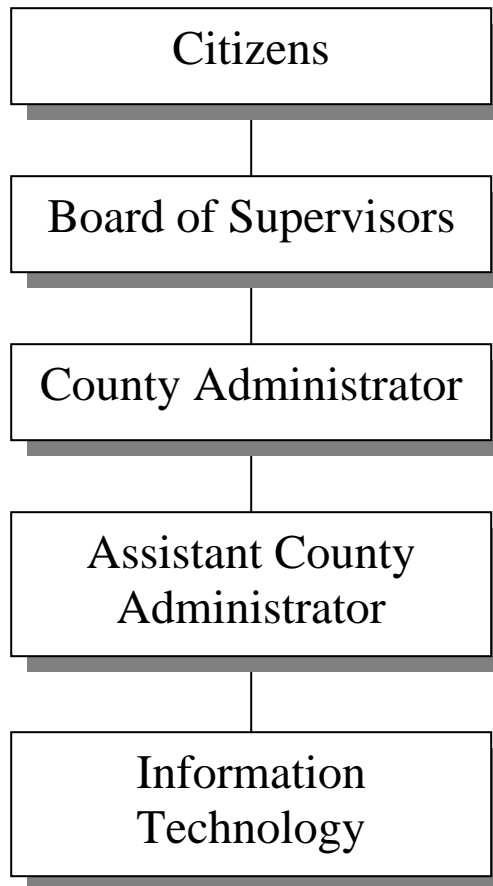 Citizens
Board of Supervisors
County Administrator
Assistant County
Administrator
Information
Technology